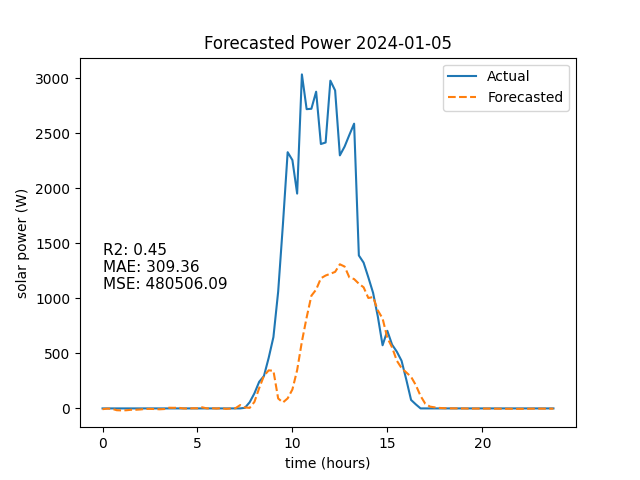 Forecasted Power 2024-01-05
Actual
Forecasted
3000
2500
2000
1500
1000
500
0
solar power (W)
R2: 0.45
MAE: 309.36
MSE: 480506.09
0 5 10 15 20
time (hours)